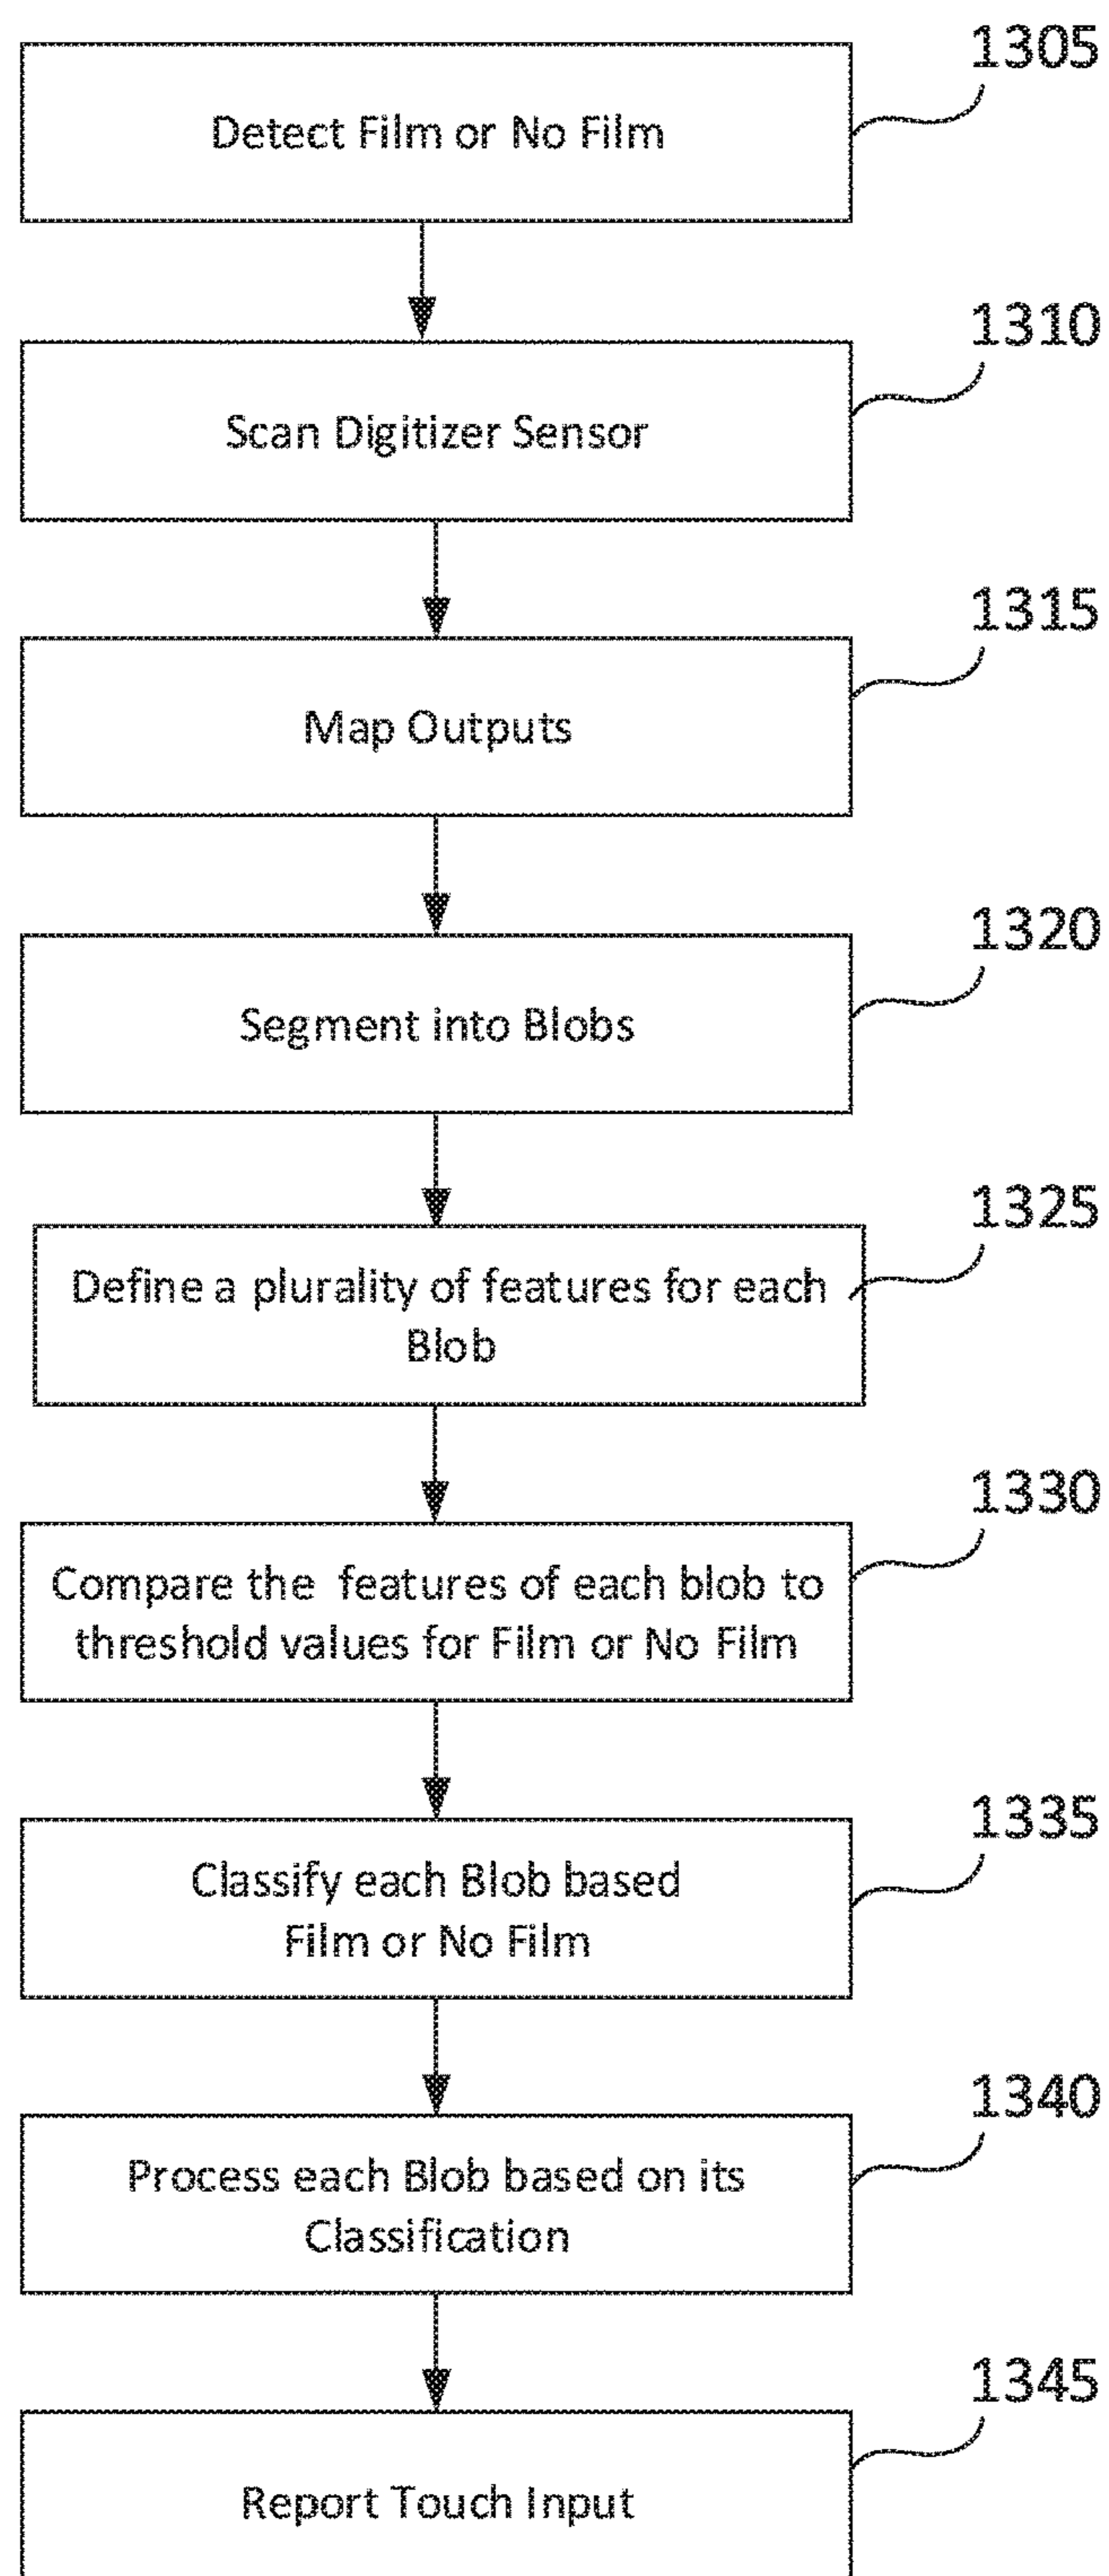 1305
Detect Film or No Film
1310
Scan Digitizer Sensor
1315
Map Outputs
1320
Segment into Blobs
1325
Define a plurality of features for each
Blob
1330
Compare the features of each blob to
threshold values for Film or No Film
1335
Classify each Blob based
Film or No Film
1340
Process each Blob based on its
Classification
1345
Report Touch Input